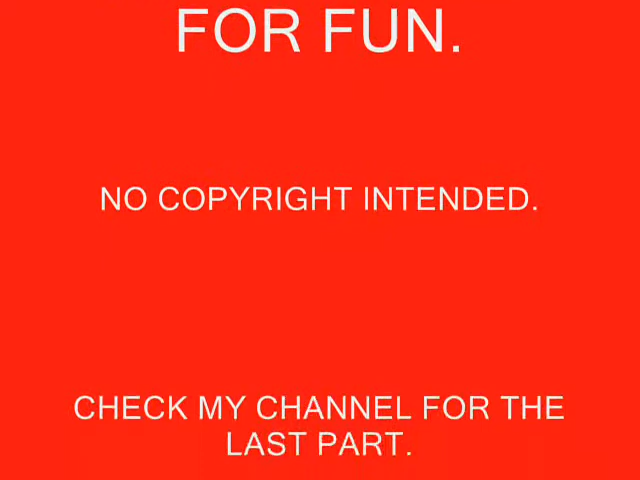 FOR FUN.
NO COPYRIGHT INTENDED.
CHECK MY CHANNEL FOR THE
LAST PART.